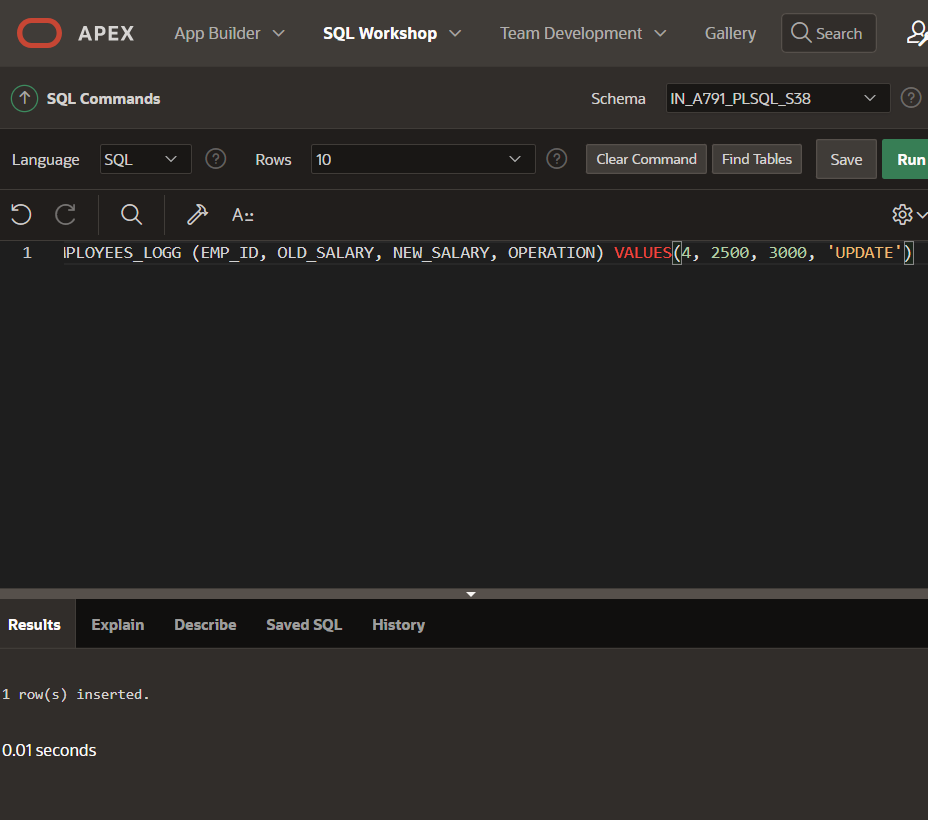 APEX App Builder SQL Workshop Team Development Gallery Search
SQL Commands Schema IN_A791_PLSQL_S38 ?
Language SQL ? Rows 10 ? Clear Command Find Tables Save Run
A::
1 MPLOYEES_LOGG (EMP_ID, OLD_SALARY, NEW_SALARY, OPERATION) VALUES(4, 2500, 3000, 'UPDATE')
Results Explain Describe Saved SQL History
1 row(s) inserted.
0.01 seconds